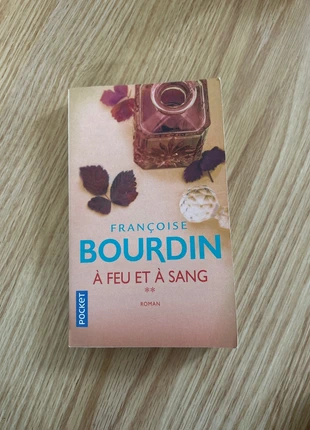 FRANÇOISE
BOURDIN
À FEU ET À SANG
**
ROMAN
POCKET